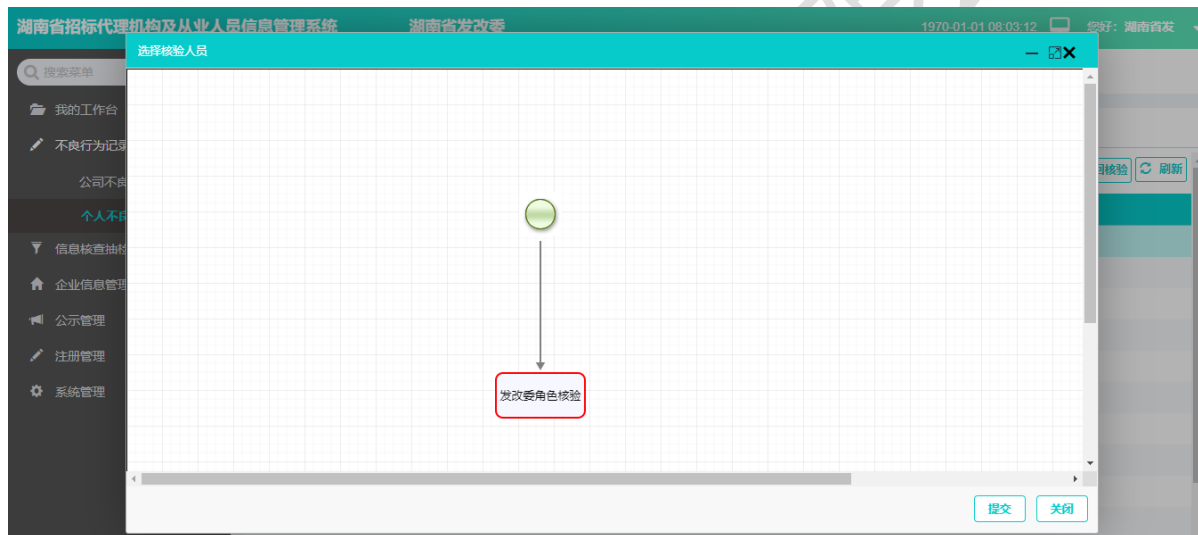 湖南省招标代理机构及从业人员信息管理系统 湖南省发改委 1970-01-01 08:03:12 您好：湖南省发
选择核验人员
搜索菜单
我的工作台
不良行为记录
核验 刷新
公司不良
个人不良
信息核查抽检
企业信息管理
公示管理
注册管理
发改委角色核验
系统管理
提交 关闭